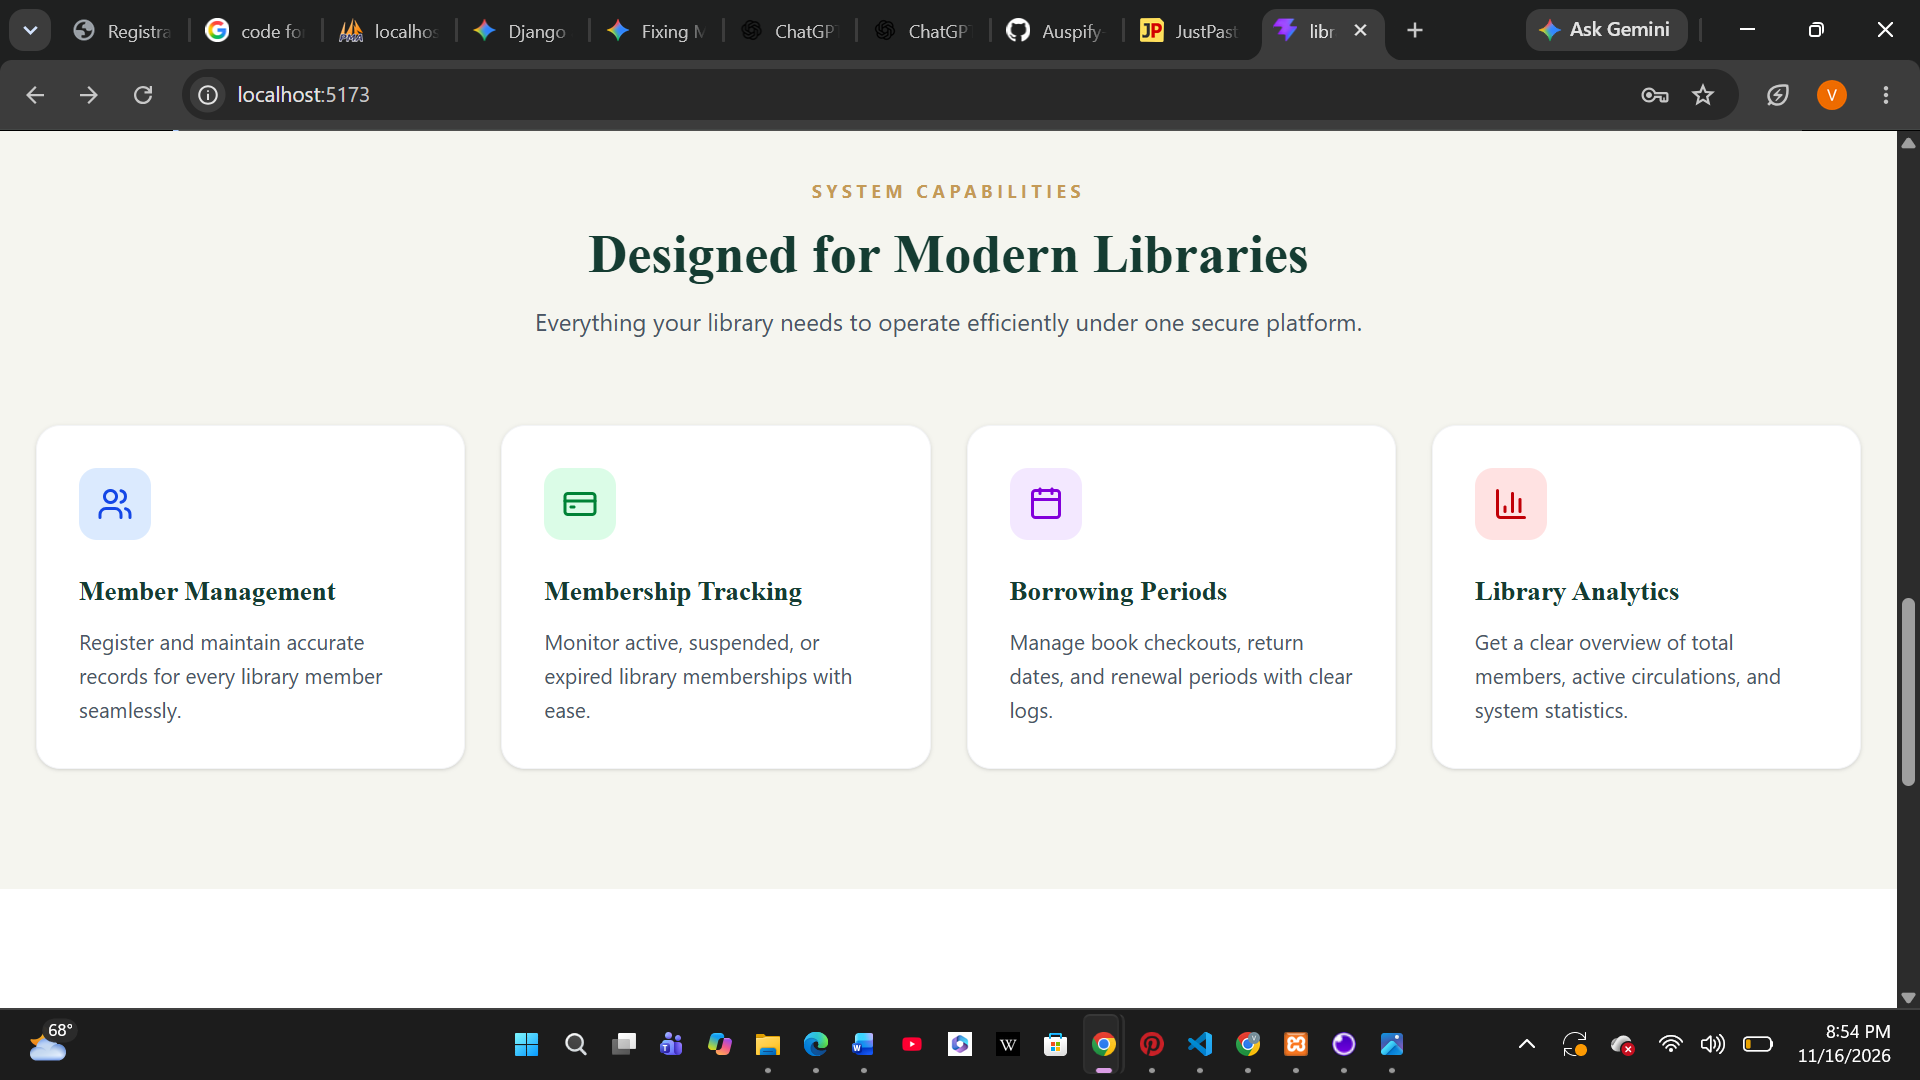 Registra
code for
localhos
Django
Fixing M
ChatGP
ChatGP
Auspify-
JustPast
libr
Ask Gemini
localhost:5173
V
SYSTEM CAPABILITIES
Designed for Modern Libraries
Everything your library needs to operate efficiently under one secure platform.
Member Management
Register and maintain accurate
records for every library member
seamlessly.
Membership Tracking
Monitor active, suspended, or
expired library memberships with
ease.
Borrowing Periods
Manage book checkouts, return
dates, and renewal periods with clear
logs.
Library Analytics
Get a clear overview of total
members, active circulations, and
system statistics.
68°
8:54 PM
11/16/2026